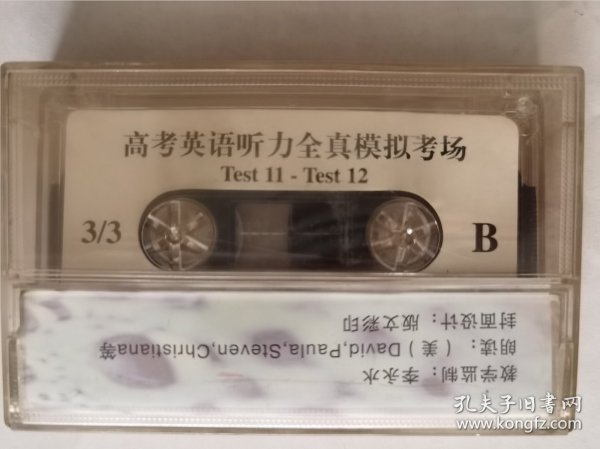 高考英语听力全真模拟考场
Test 11 - Test 12
3/3
B
教学监制：李永水
朗读：（美）David,Paula,Steven,Christiana等
封面设计：版文彩印
孔夫子旧书网
www.kongfz.com